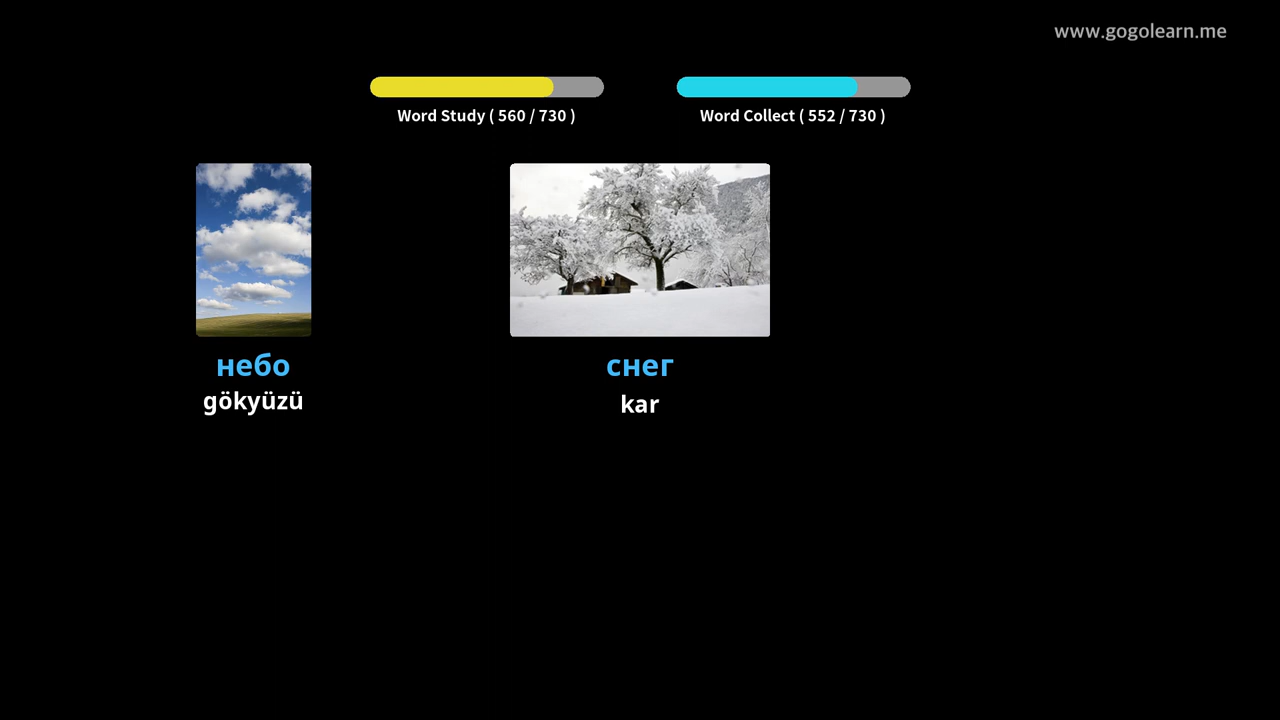 www.gogolearn.me
Word Study ( 560 / 730 )
Word Collect ( 552 / 730 )
небо
gökyüzü
снег
kar